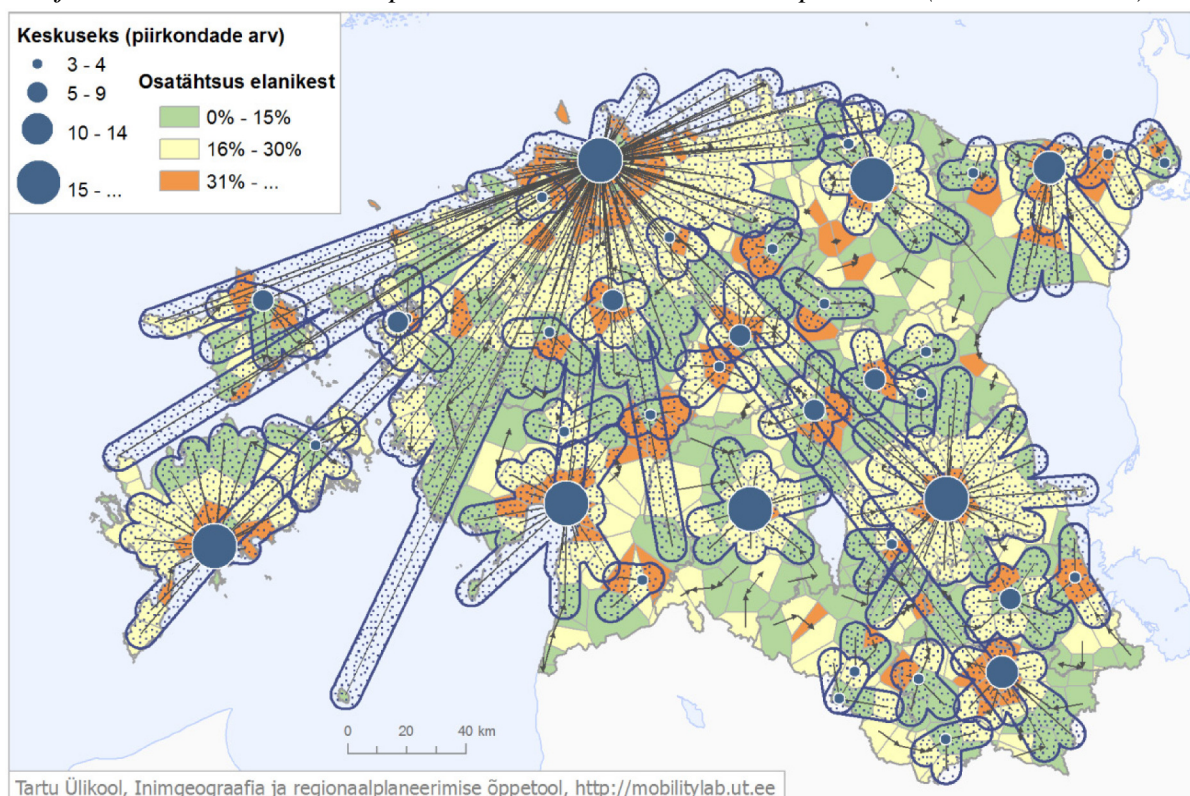 Keskuseks (piirkondade arv)
3 - 4
5 - 9
10 - 14
15 - ...
Osatähtsus elanikest
0% - 15%
16% - 30%
31% - ...
0 20 40 km
Tartu Ülikool, Inimgeograafia ja regionaalplaneerimise õppetool, http://mobilitylab.ut.ee